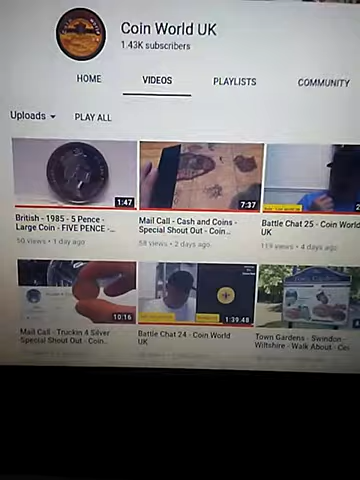 Coin World UK
1.43K subscribers
HOME VIDEOS PLAYLISTS COMMUNITY
Uploads PLAY ALL
1:47
7:37
British - 1985 - 5 Pence -
Large Coin - FIVE PENCE -...
50 views • 1 day ago
Mail Call - Cash and Coins -
Special Shout Out - Coin...
58 views • 2 days ago
Battle Chat 25 - Coin World
UK
119 views • 4 days ago
10:16
1:39:48
Mail Call - Truckin 4 Silver
Special Shout Out - Coin...
Battle Chat 24 - Coin World
UK
Town Gardens - Swindon -
Wiltshire - Walk About -